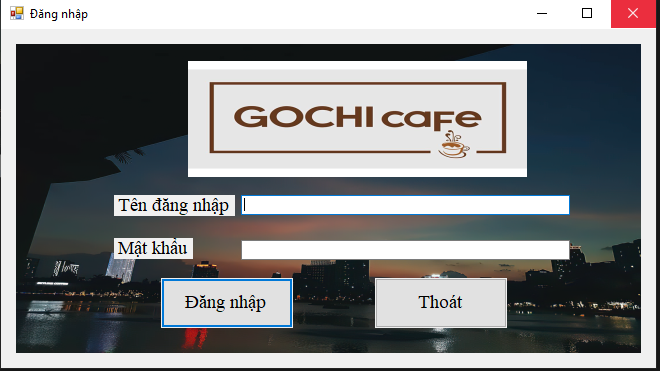 Đăng nhập
GOCHI CAFE
Tên đăng nhập
Mật khẩu
Đăng nhập
Thoát